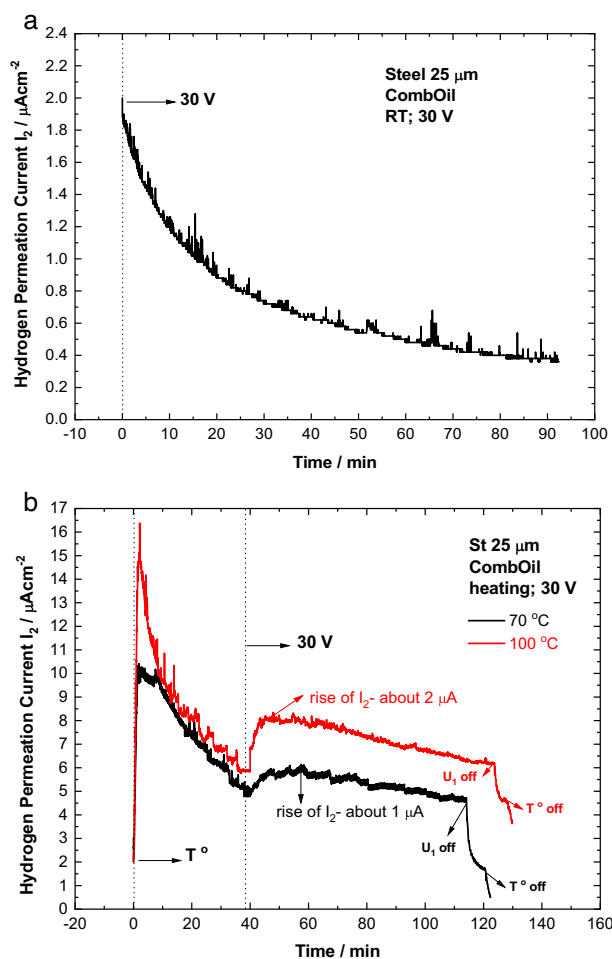 a
2.4
2.2
2.0
1.8
1.6
1.4
1.2
1.0
0.8
0.6
0.4
0.2
0.0
Hydrogen Permeation Current I₂ / μAcm⁻²
30 V
Steel 25 μm
CombOil
RT; 30 V
-10 0 10 20 30 40 50 60 70 80 90 100
Time / min
b
17
16
15
14
13
12
11
10
9
8
7
6
5
4
3
2
1
0
Hydrogen Permeation Current I₂ / μAcm⁻²
St 25 μm
CombOil
heating; 30 V
70 °C
100 °C
30 V
rise of I₂- about 2 μA
rise of I₂- about 1 μA
U₁ off
T° off
U₁ off
T° off
T°
-20 0 20 40 60 80 100 120 140 160
Time / min